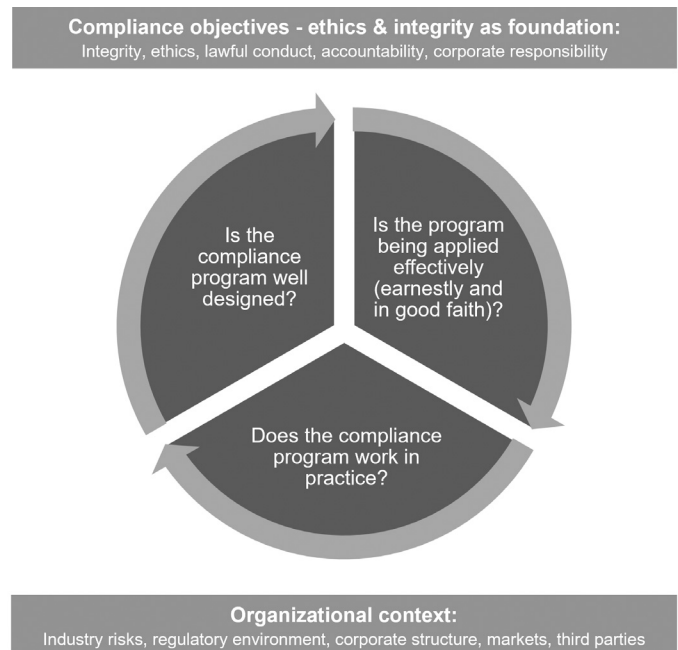 Compliance objectives - ethics & integrity as foundation:
Integrity, ethics, lawful conduct, accountability, corporate responsibility
Is the
compliance
program well
designed?
Is the program
being applied
effectively
(earnestly and
in good faith)?
Does the compliance
program work in
practice?
Organizational context:
Industry risks, regulatory environment, corporate structure, markets, third parties